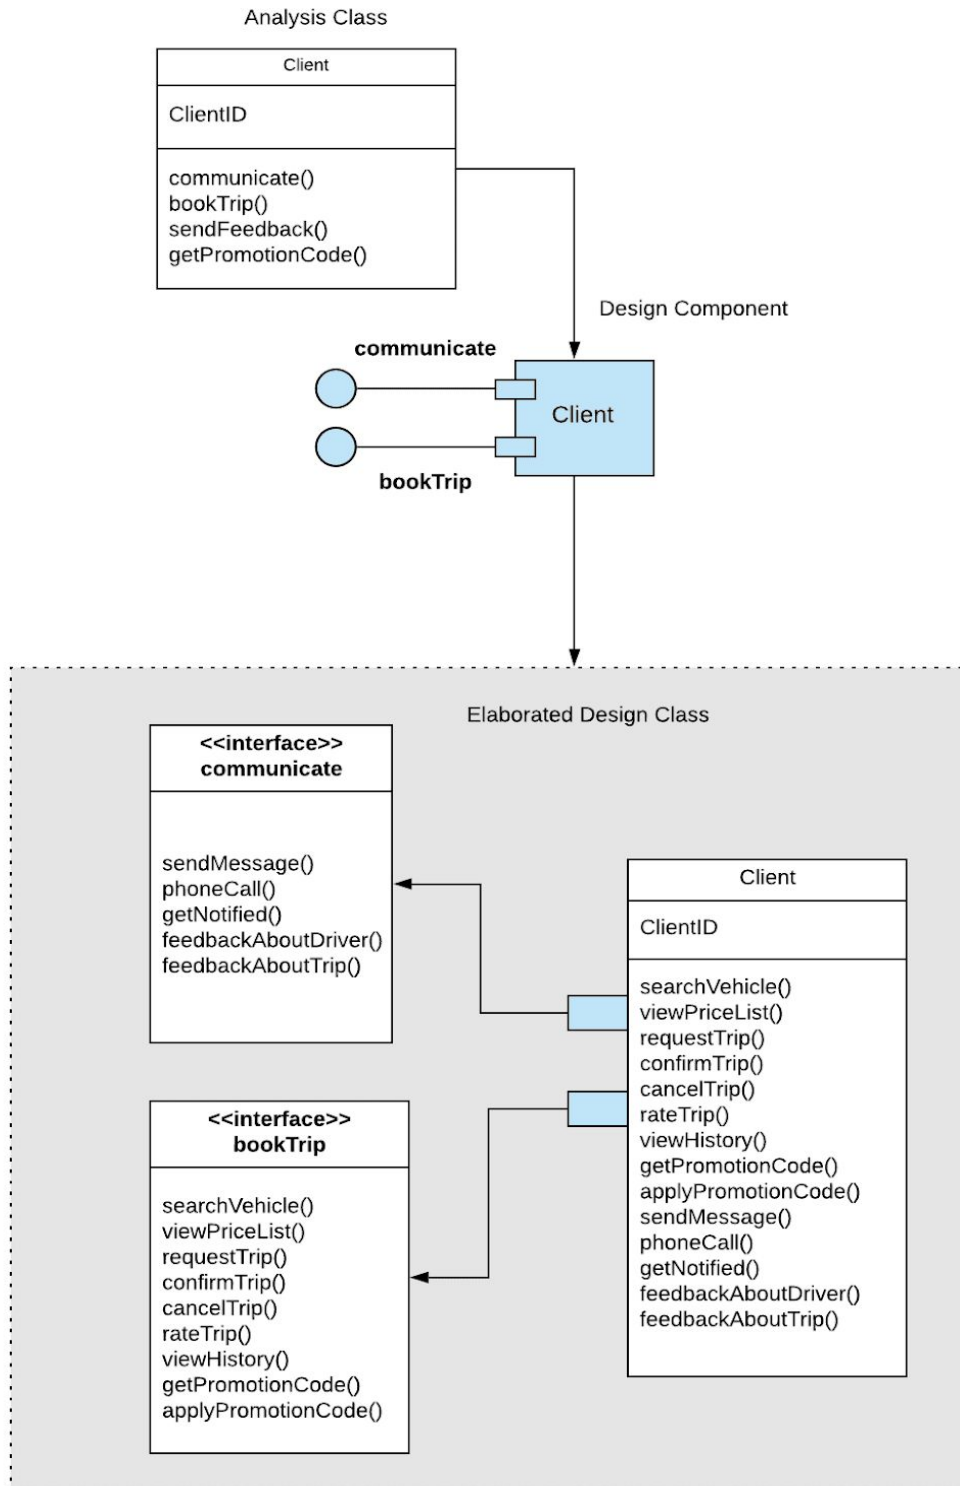 Analysis Class
Client
ClientID
communicate()
bookTrip()
sendFeedback()
getPromotionCode()
Design Component
communicate
Client
bookTrip
Elaborated Design Class
<<interface>>
communicate
sendMessage()
phoneCall()
getNotified()
feedbackAboutDriver()
feedbackAboutTrip()
Client
ClientID
searchVehicle()
viewPriceList()
requestTrip()
confirmTrip()
cancelTrip()
rateTrip()
viewHistory()
getPromotionCode()
applyPromotionCode()
sendMessage()
phoneCall()
getNotified()
feedbackAboutDriver()
feedbackAboutTrip()
<<interface>>
bookTrip
searchVehicle()
viewPriceList()
requestTrip()
confirmTrip()
cancelTrip()
rateTrip()
viewHistory()
getPromotionCode()
applyPromotionCode()